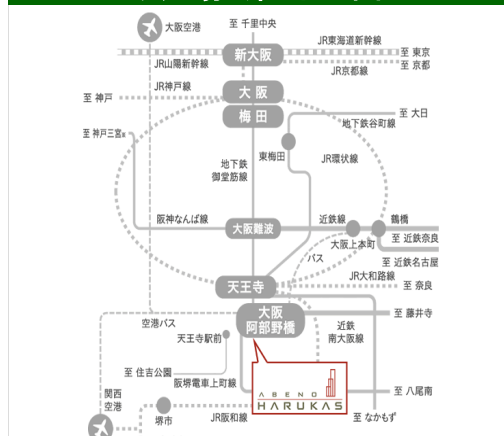 大阪空港
至 千里中央
JR東海道新幹線
新大阪
至 東京
至 京都
JR山陽新幹線
JR京都線
JR神戸線
大 阪
至 神戸
梅 田
至 大日
地下鉄谷町線
至 神戸三宮
東梅田
JR環状線
地下鉄
御堂筋線
阪神なんば線
大阪難波
近鉄線
鶴橋
大阪上本町
至 近鉄奈良
バス
至 近鉄名古屋
JR大和路線
天王寺
至 奈良
大阪
阿部野橋
至 藤井寺
空港バス
天王寺駅前
近鉄
南大阪線
至 住吉公園
阪堺電車上町線
ABENO
HARUKAS
至 八尾南
関西
空港
堺市
JR阪和線
至 なかもず